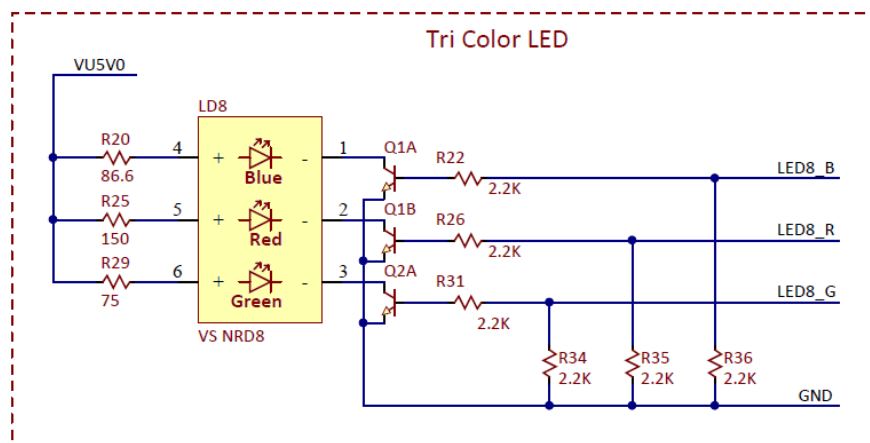 Tri Color LED
VU5V0
LD8
R20
86.6
4
+
Blue
-
1
Q1A
R22
2.2K
LED8_B
R25
150
5
+
Red
-
2
Q1B
R26
2.2K
LED8_R
R29
75
6
+
Green
-
3
Q2A
R31
2.2K
LED8_G
VS NRD8
R34
2.2K
R35
2.2K
R36
2.2K
GND